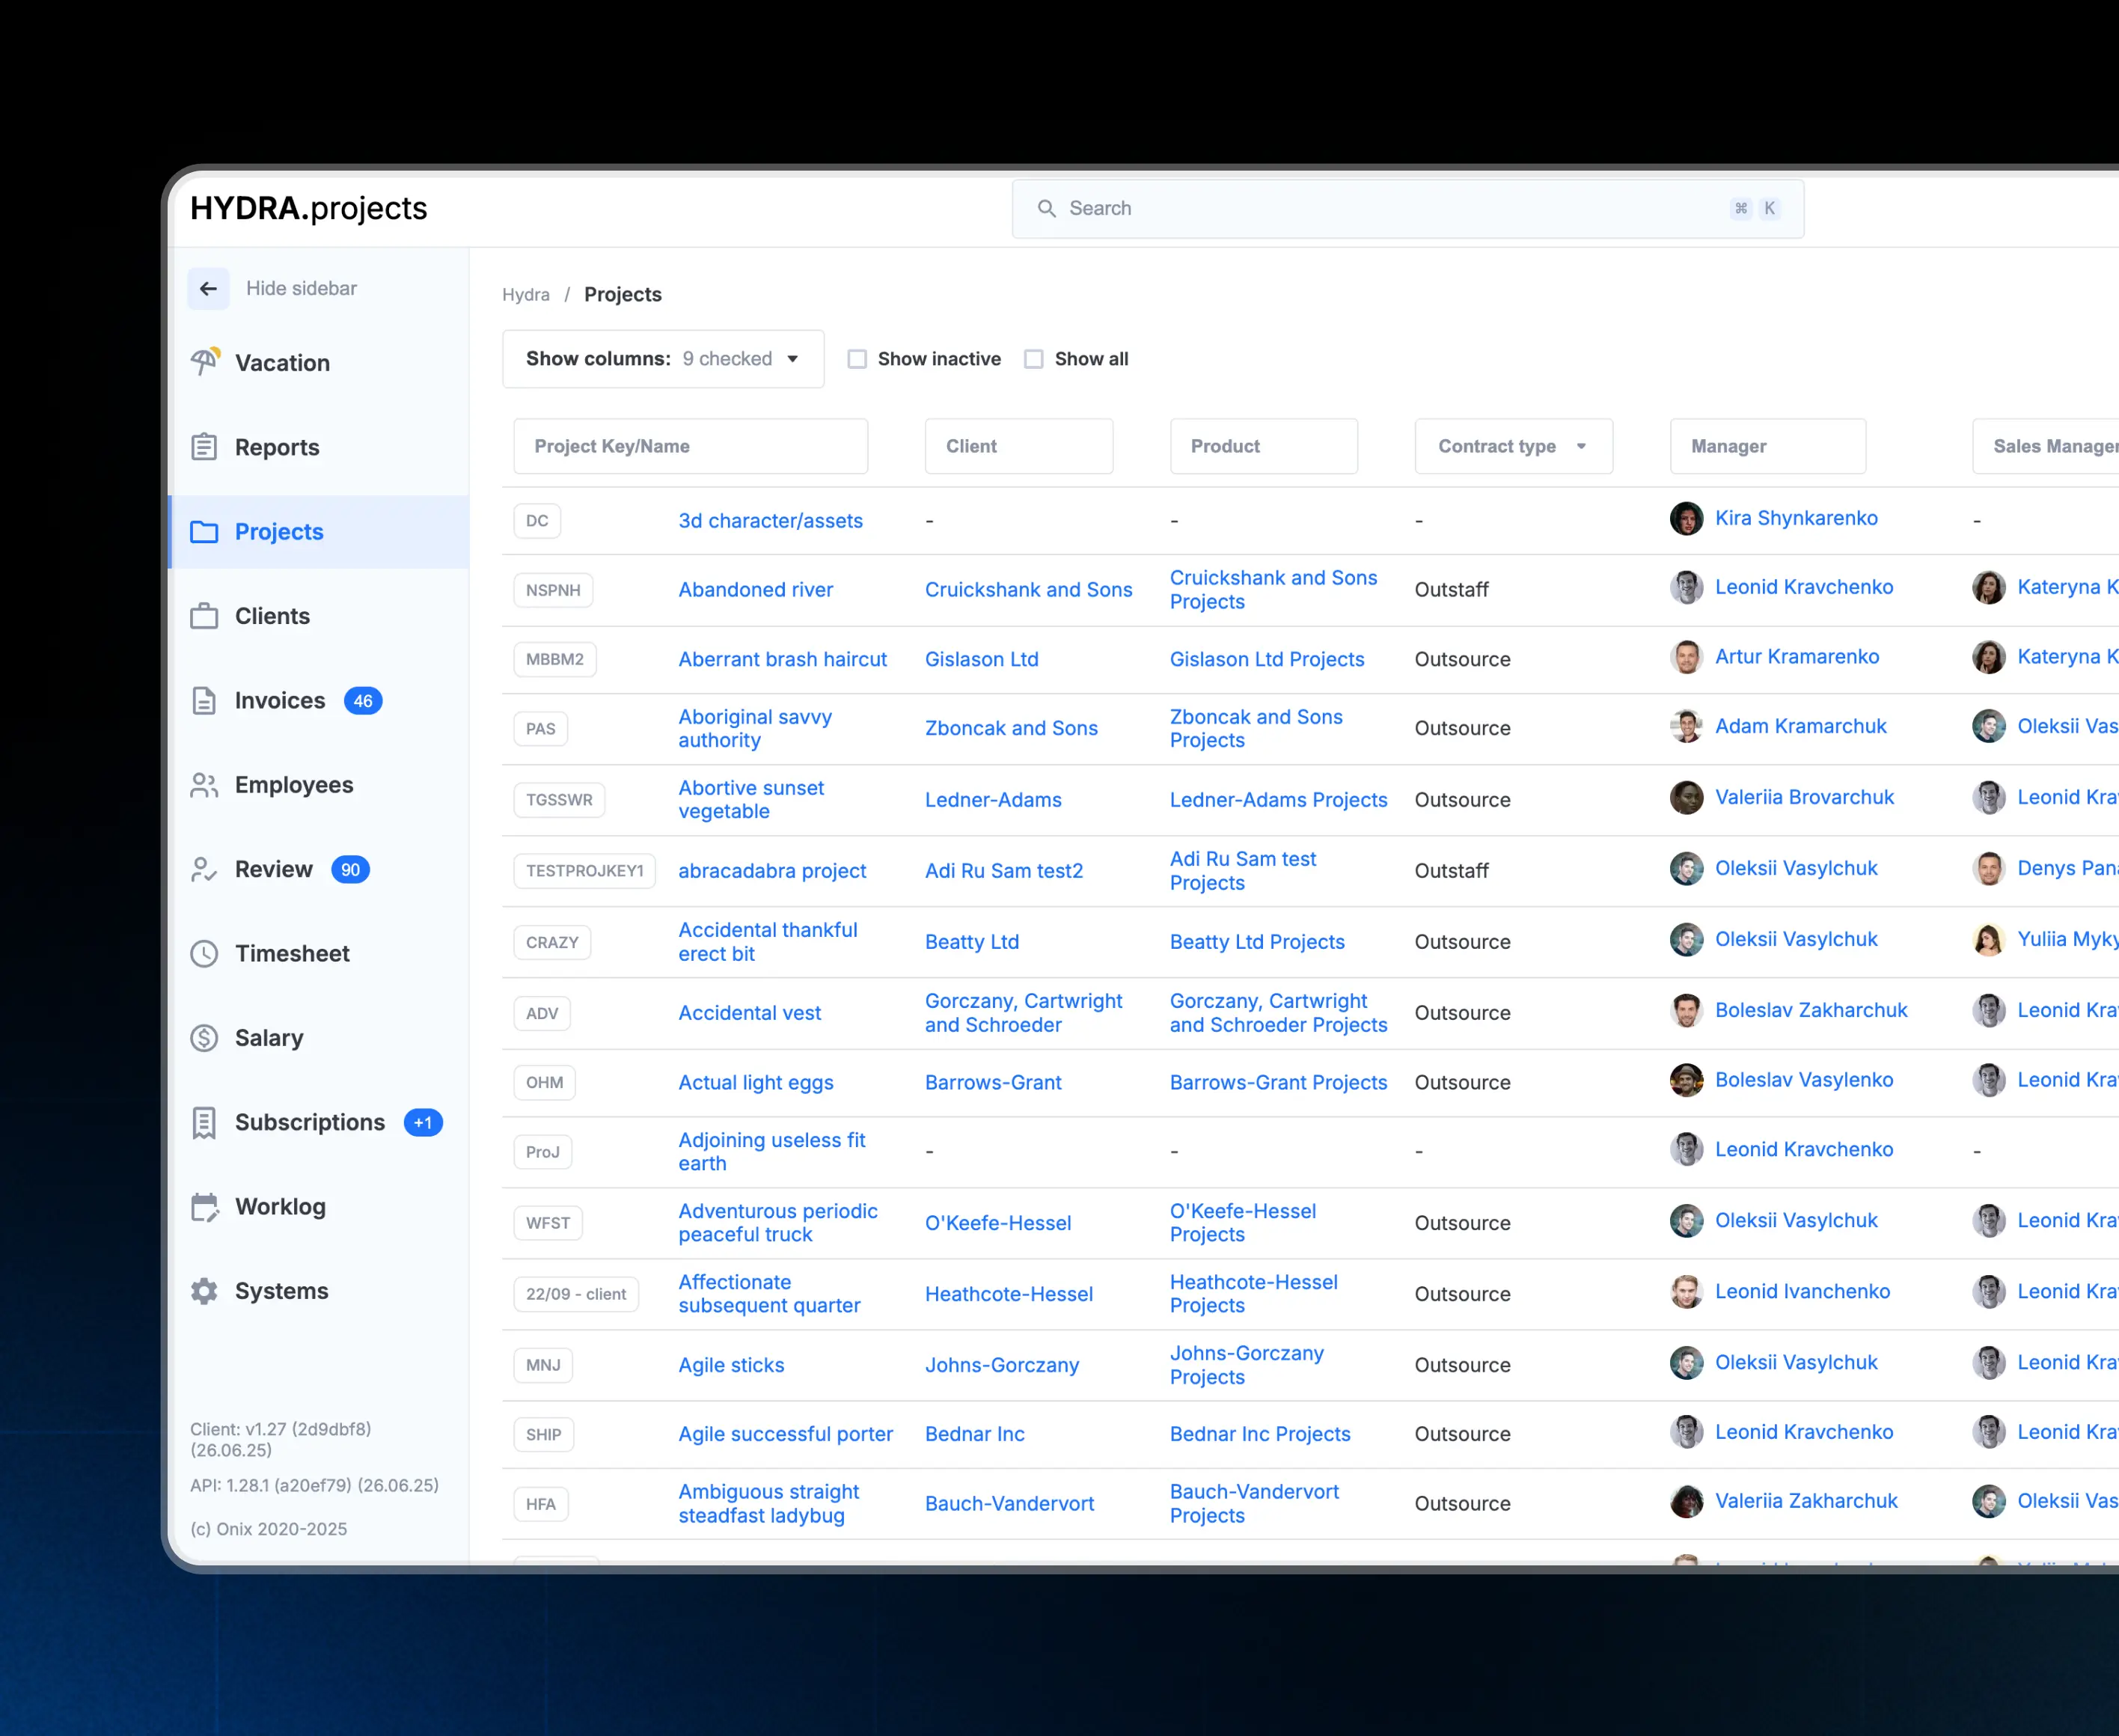 HYDRA.projects
Search
⌘ K
Hide sidebar
Vacation
Reports
Projects
Clients
Invoices 46
Employees
Review 90
Timesheet
Salary
Subscriptions +1
Worklog
Systems
Client: v1.27 (2d9dbf8)
(26.06.25)
API: 1.28.1 (a20ef79) (26.06.25)
(c) Onix 2020-2025
Hydra / Projects
Show columns: 9 checked Show inactive Show all
Project Key/Name Client Product Contract type Manager Sales Manager
DC 3d character/assets - - - Kira Shynkarenko -
NSPNH Abandoned river Cruickshank and Sons Cruickshank and Sons
Projects Outstaff Leonid Kravchenko Kateryna K
MBBM2 Aberrant brash haircut Gislason Ltd Gislason Ltd Projects Outsource Artur Kramarenko Kateryna K
PAS Aboriginal savvy
authority Zboncak and Sons Zboncak and Sons
Projects Outsource Adam Kramarchuk Oleksii Vas
TGSSWR Abortive sunset
vegetable Ledner-Adams Ledner-Adams Projects Outsource Valeriia Brovarchuk Leonid Kra
TESTPROJKEY1 abracadabra project Adi Ru Sam test2 Adi Ru Sam test
Projects Outstaff Oleksii Vasylchuk Denys Pana
CRAZY Accidental thankful
erect bit Beatty Ltd Beatty Ltd Projects Outsource Oleksii Vasylchuk Yuliia Myky
ADV Accidental vest Gorczany, Cartwright
and Schroeder Gorczany, Cartwright
and Schroeder Projects Outsource Boleslav Zakharchuk Leonid Kra
OHM Actual light eggs Barrows-Grant Barrows-Grant Projects Outsource Boleslav Vasylenko Leonid Kra
ProJ Adjoining useless fit
earth - - - Leonid Kravchenko -
WFST Adventurous periodic
peaceful truck O'Keefe-Hessel O'Keefe-Hessel
Projects Outsource Oleksii Vasylchuk Leonid Kra
22/09 - client Affectionate
subsequent quarter Heathcote-Hessel Heathcote-Hessel
Projects Outsource Leonid Ivanchenko Leonid Kra
MNJ Agile sticks Johns-Gorczany Johns-Gorczany
Projects Outsource Oleksii Vasylchuk Leonid Kra
SHIP Agile successful porter Bednar Inc Bednar Inc Projects Outsource Leonid Kravchenko Leonid Kra
HFA Ambiguous straight
steadfast ladybug Bauch-Vandervort Bauch-Vandervort
Projects Outsource Valeriia Zakharchuk Oleksii Vas